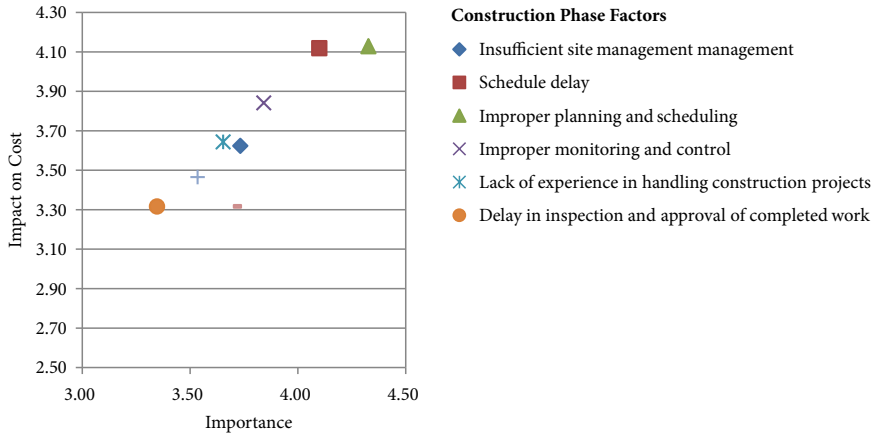 Construction Phase Factors
4.30
4.10
3.90
3.70
3.50
3.30
3.10
2.90
2.70
2.50
Impact on Cost
3.00 3.50 4.00 4.50
Importance
Insufficient site management management
Schedule delay
Improper planning and scheduling
Improper monitoring and control
Lack of experience in handling construction projects
Delay in inspection and approval of completed work